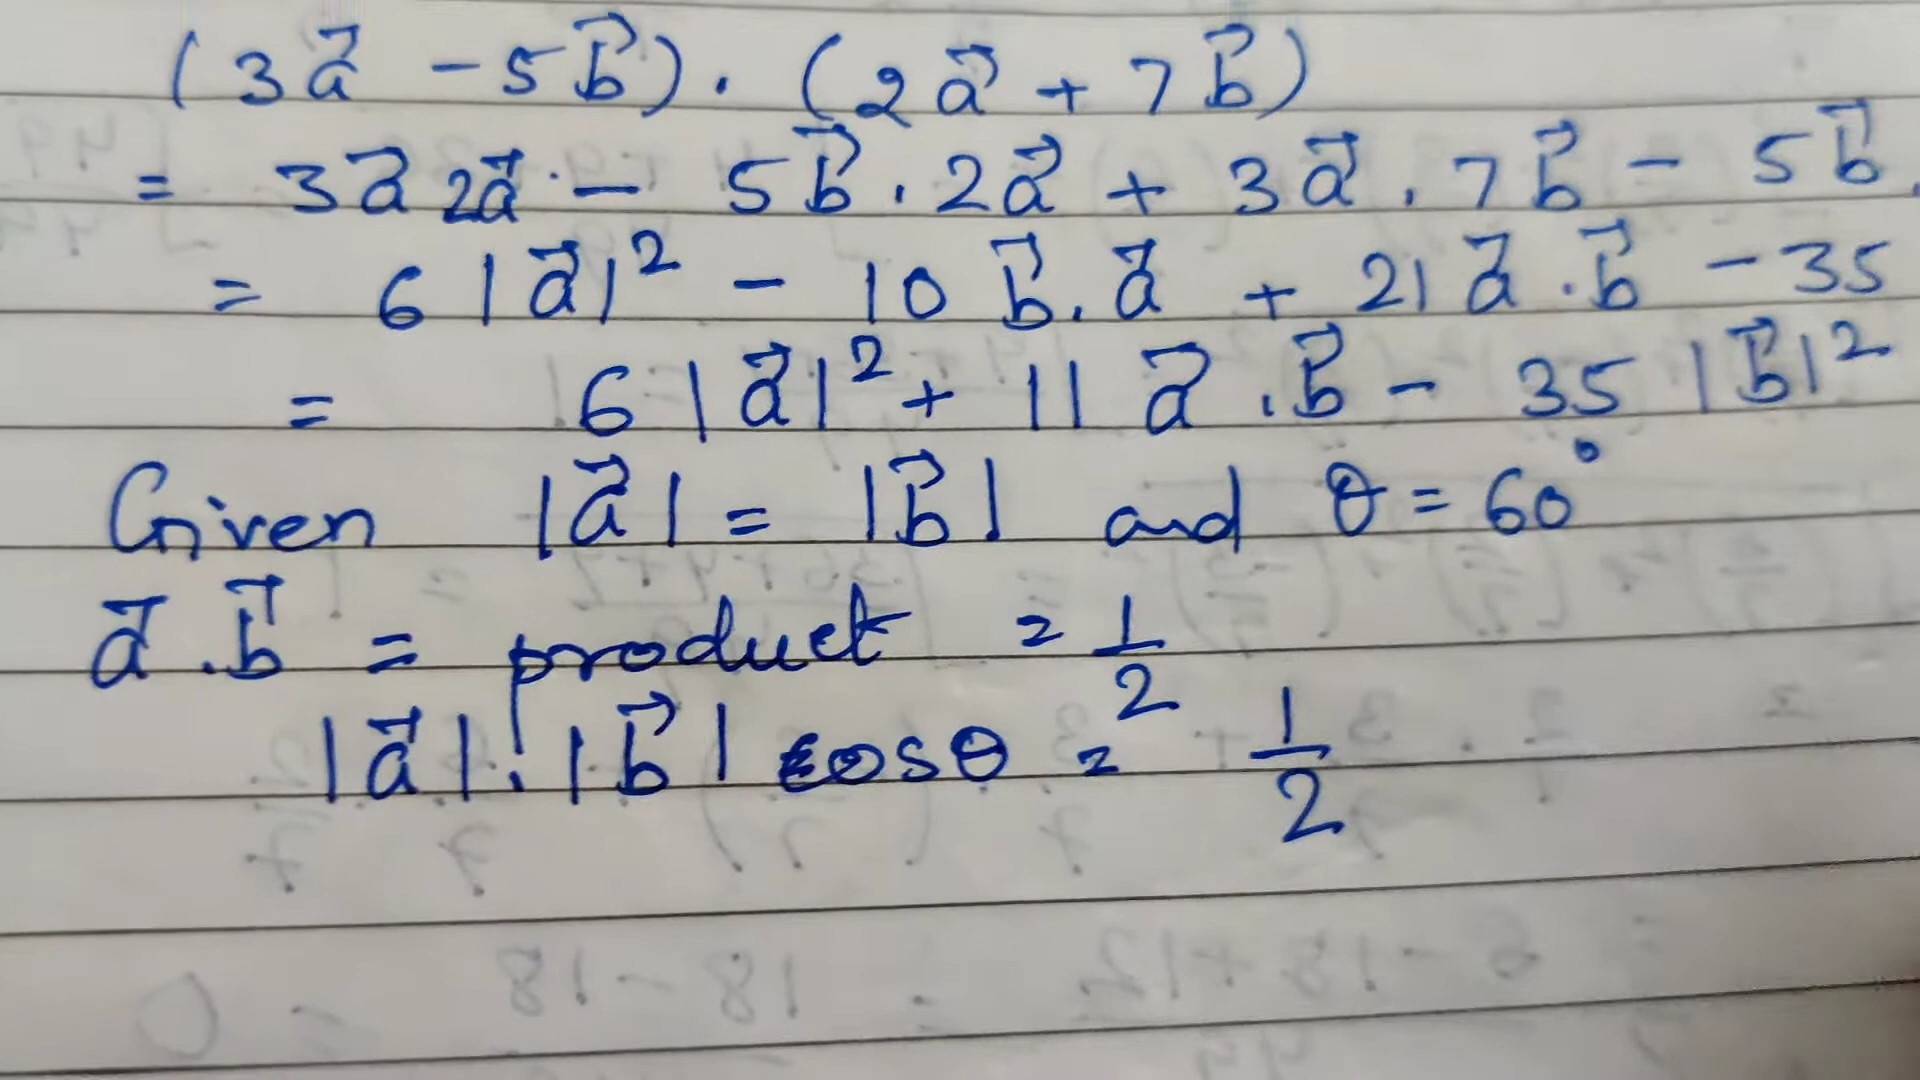 (3a⃗ - 5b⃗) . (2a⃗ + 7b⃗)
= 3a⃗ 2a⃗ . - 5b⃗ . 2a⃗ + 3a⃗ . 7b⃗ - 5b⃗ .
= 6 |a⃗|² - 10 b⃗ . a⃗ + 21 a⃗ . b⃗ - 35
= 6 |a⃗|² + 11 a⃗ . b⃗ - 35 |b⃗|²
Given |a⃗| = |b⃗| and θ = 60°
a⃗ . b⃗ = product = 1/2
|a⃗| . |b⃗| cosθ = 1/2